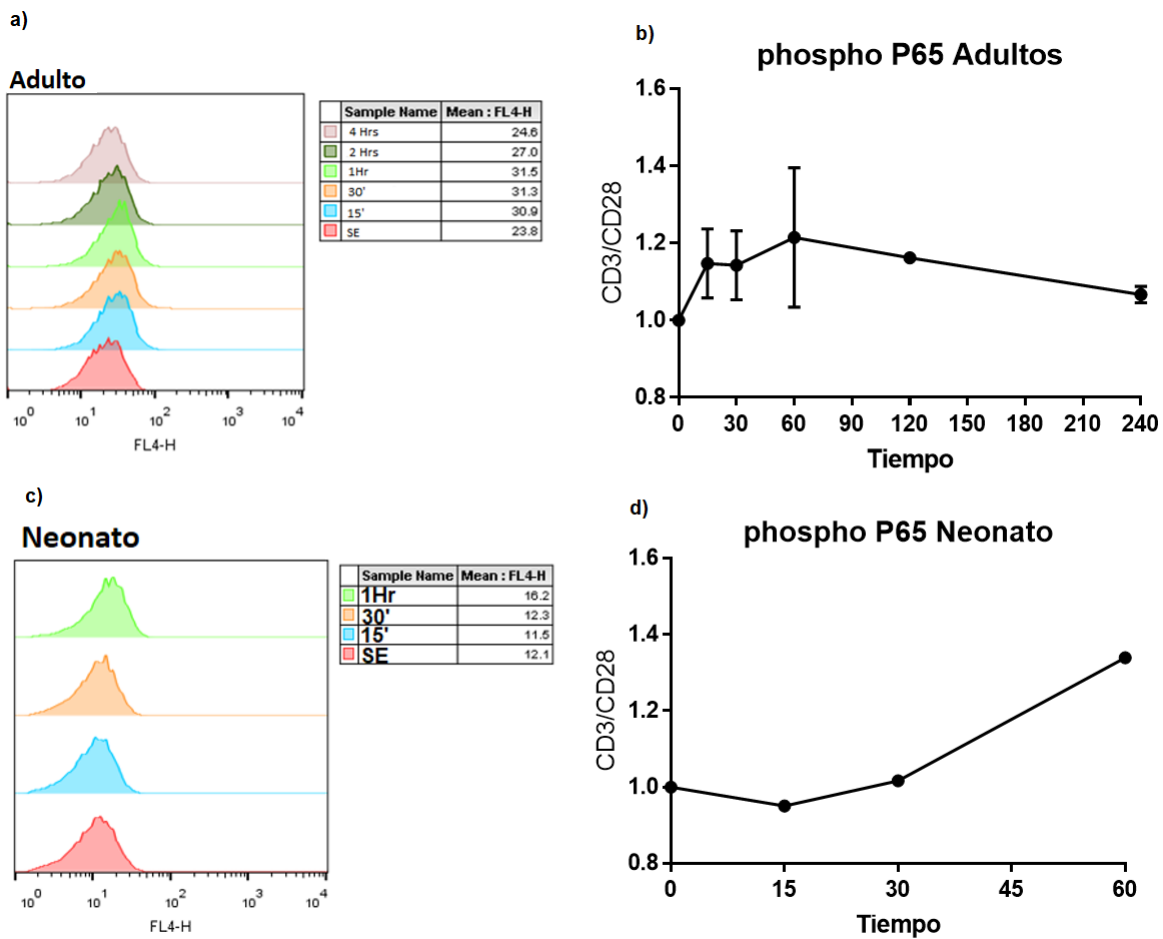 a)
Adulto
Sample Name Mean : FL4-H
4 Hrs 24.6
2 Hrs 27.0
1Hr 31.5
30' 31.3
15' 30.9
SE 23.8
10^0 10^1 10^2 10^3 10^4
FL4-H
b)
phospho P65 Adultos
CD3/CD28
1.6
1.4
1.2
1.0
0.8
0 30 60 90 120 150 180 210 240
Tiempo
c)
Neonato
Sample Name Mean : FL4-H
1Hr 16.2
30' 12.3
15' 11.5
SE 12.1
10^0 10^1 10^2 10^3 10^4
FL4-H
d)
phospho P65 Neonato
CD3/CD28
1.6
1.4
1.2
1.0
0.8
0 15 30 45 60
Tiempo